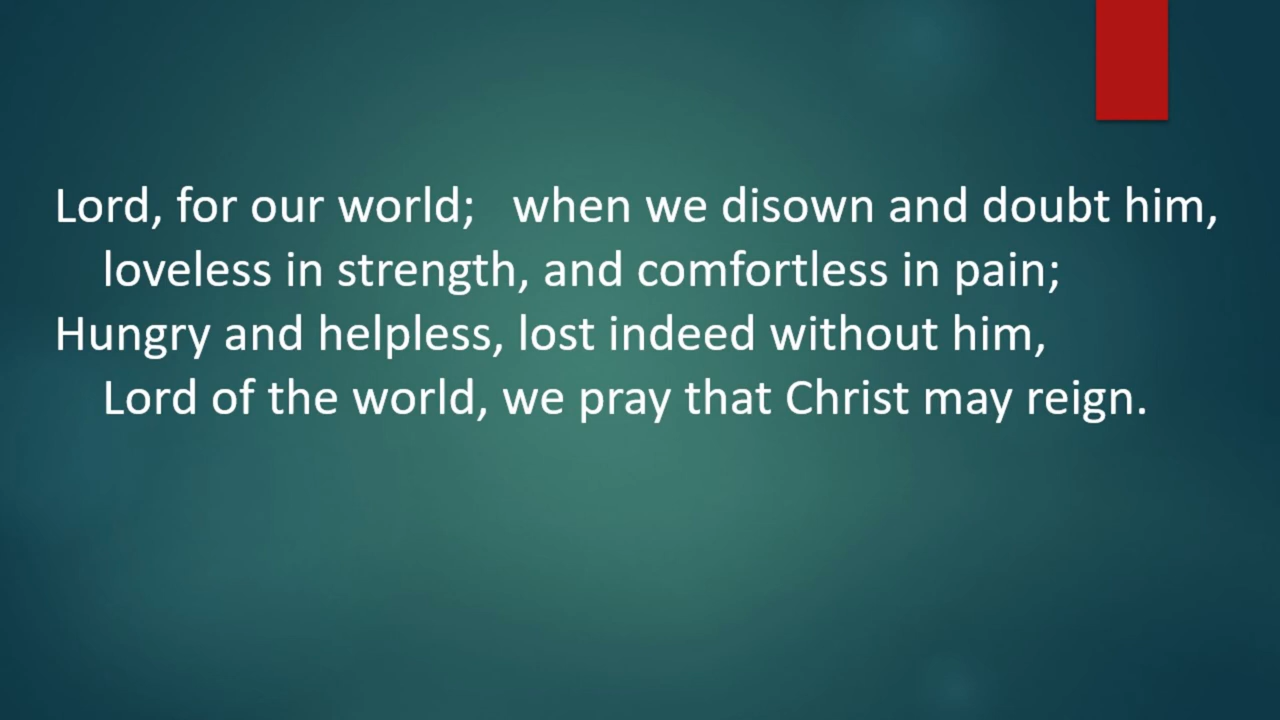 Lord, for our world;   when we disown and doubt him,
loveless in strength, and comfortless in pain;
Hungry and helpless, lost indeed without him,
Lord of the world, we pray that Christ may reign.